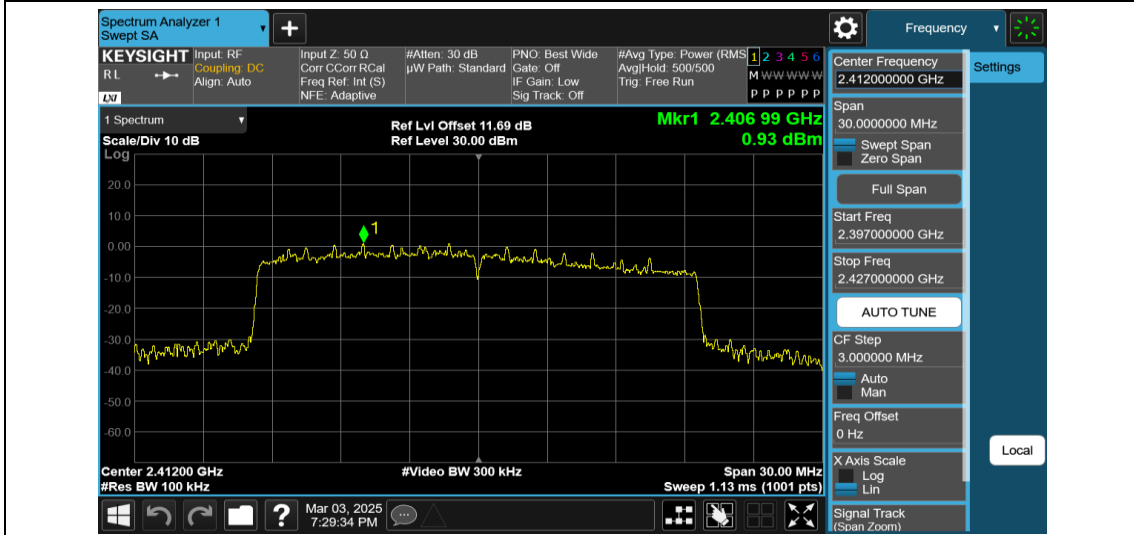 Spectrum Analyzer 1
Swept SA
+
Frequency
KEYSIGHT
RL
LXI
Input: RF
Coupling: DC
Align: Auto
Input Z: 50 Ω
Corr CCorr RCal
Freq Ref: Int (S)
NFE: Adaptive
#Atten: 30 dB
µW Path: Standard
PNO: Best Wide
Gate: Off
IF Gain: Low
Sig Track: Off
#Avg Type: Power (RMS
Avg|Hold: 500/500
Trig: Free Run
1 2 3 4 5 6
M W W W W W
P P P P P P
1 Spectrum
Scale/Div 10 dB
Log
Ref Lvl Offset 11.69 dB
Ref Level 30.00 dBm
Mkr1 2.406 99 GHz
0.93 dBm
1
20.0
10.0
0.00
-10.0
-20.0
-30.0
-40.0
-50.0
-60.0
Center 2.41200 GHz
#Res BW 100 kHz
#Video BW 300 kHz
Span 30.00 MHz
Sweep 1.13 ms (1001 pts)
Mar 03, 2025
7:29:34 PM
?
Center Frequency
2.412000000 GHz
Span
30.0000000 MHz
Swept Span
Zero Span
Full Span
Start Freq
2.397000000 GHz
Stop Freq
2.427000000 GHz
AUTO TUNE
CF Step
3.000000 MHz
Auto
Man
Freq Offset
0 Hz
X Axis Scale
Log
Lin
Signal Track
(Span Zoom)
Settings
Local